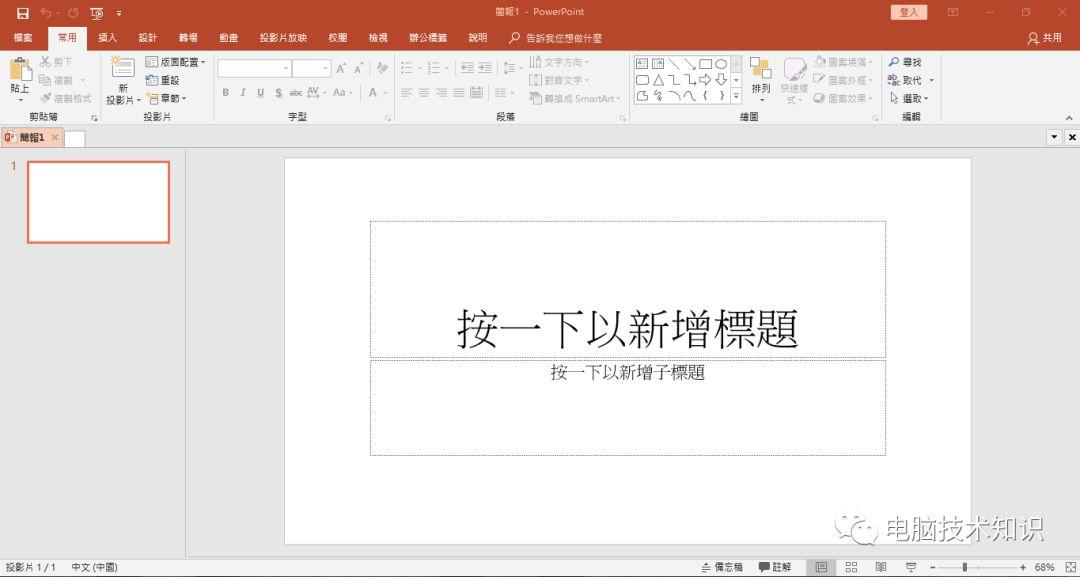 簡報1 - PowerPoint 登入
檔案 常用 插入 設計 轉場 動畫 投影片放映 校閱 檢視 辦公標籤 說明 告訴我您想做什麼 共用
貼上 剪下 複製 複製格式
剪貼簿
新投影片 版面配置 重設 章節
投影片
B I U S abc AV Aa A
字型
文字方向 對齊文字 轉換成 SmartArt
段落
排列 快速樣式 圖案填滿 圖案外框 圖案效果
繪圖
尋找 取代 選取
編輯
簡報1
1
按一下以新增標題
按一下以新增子標題
电脑技术知识
投影片 1 / 1 中文 (中國) 備忘稿 註解 68%